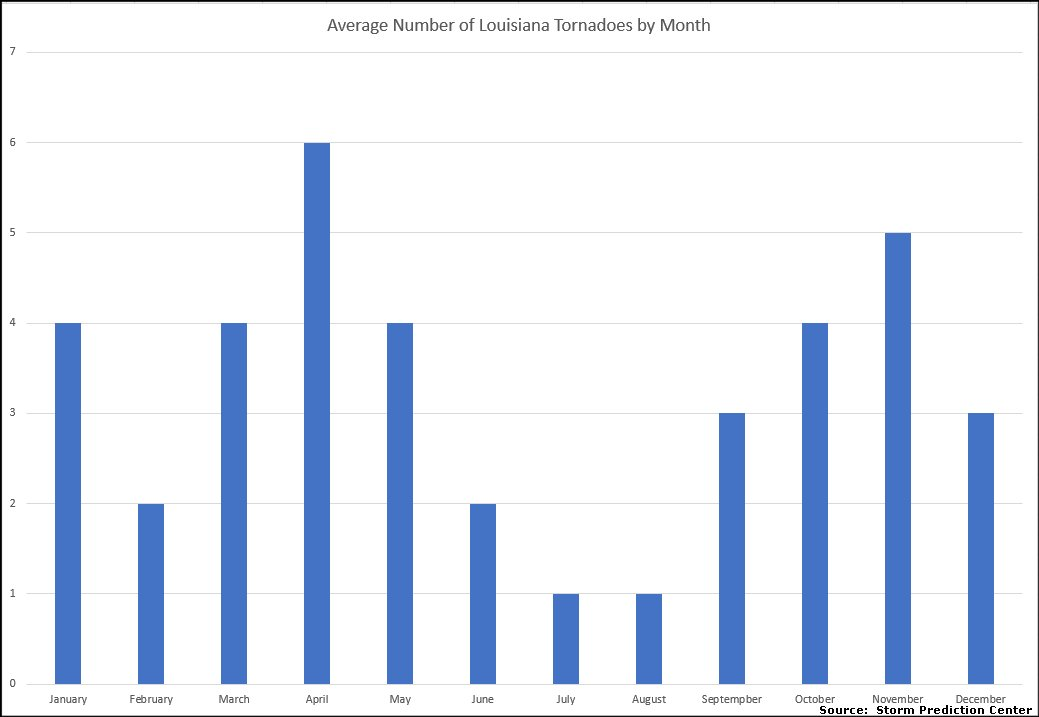 Average Number of Louisiana Tornadoes by Month
7
6
5
4
3
2
1
0
January February March April May June July August Septempber October November December
Source: Storm Prediction Center